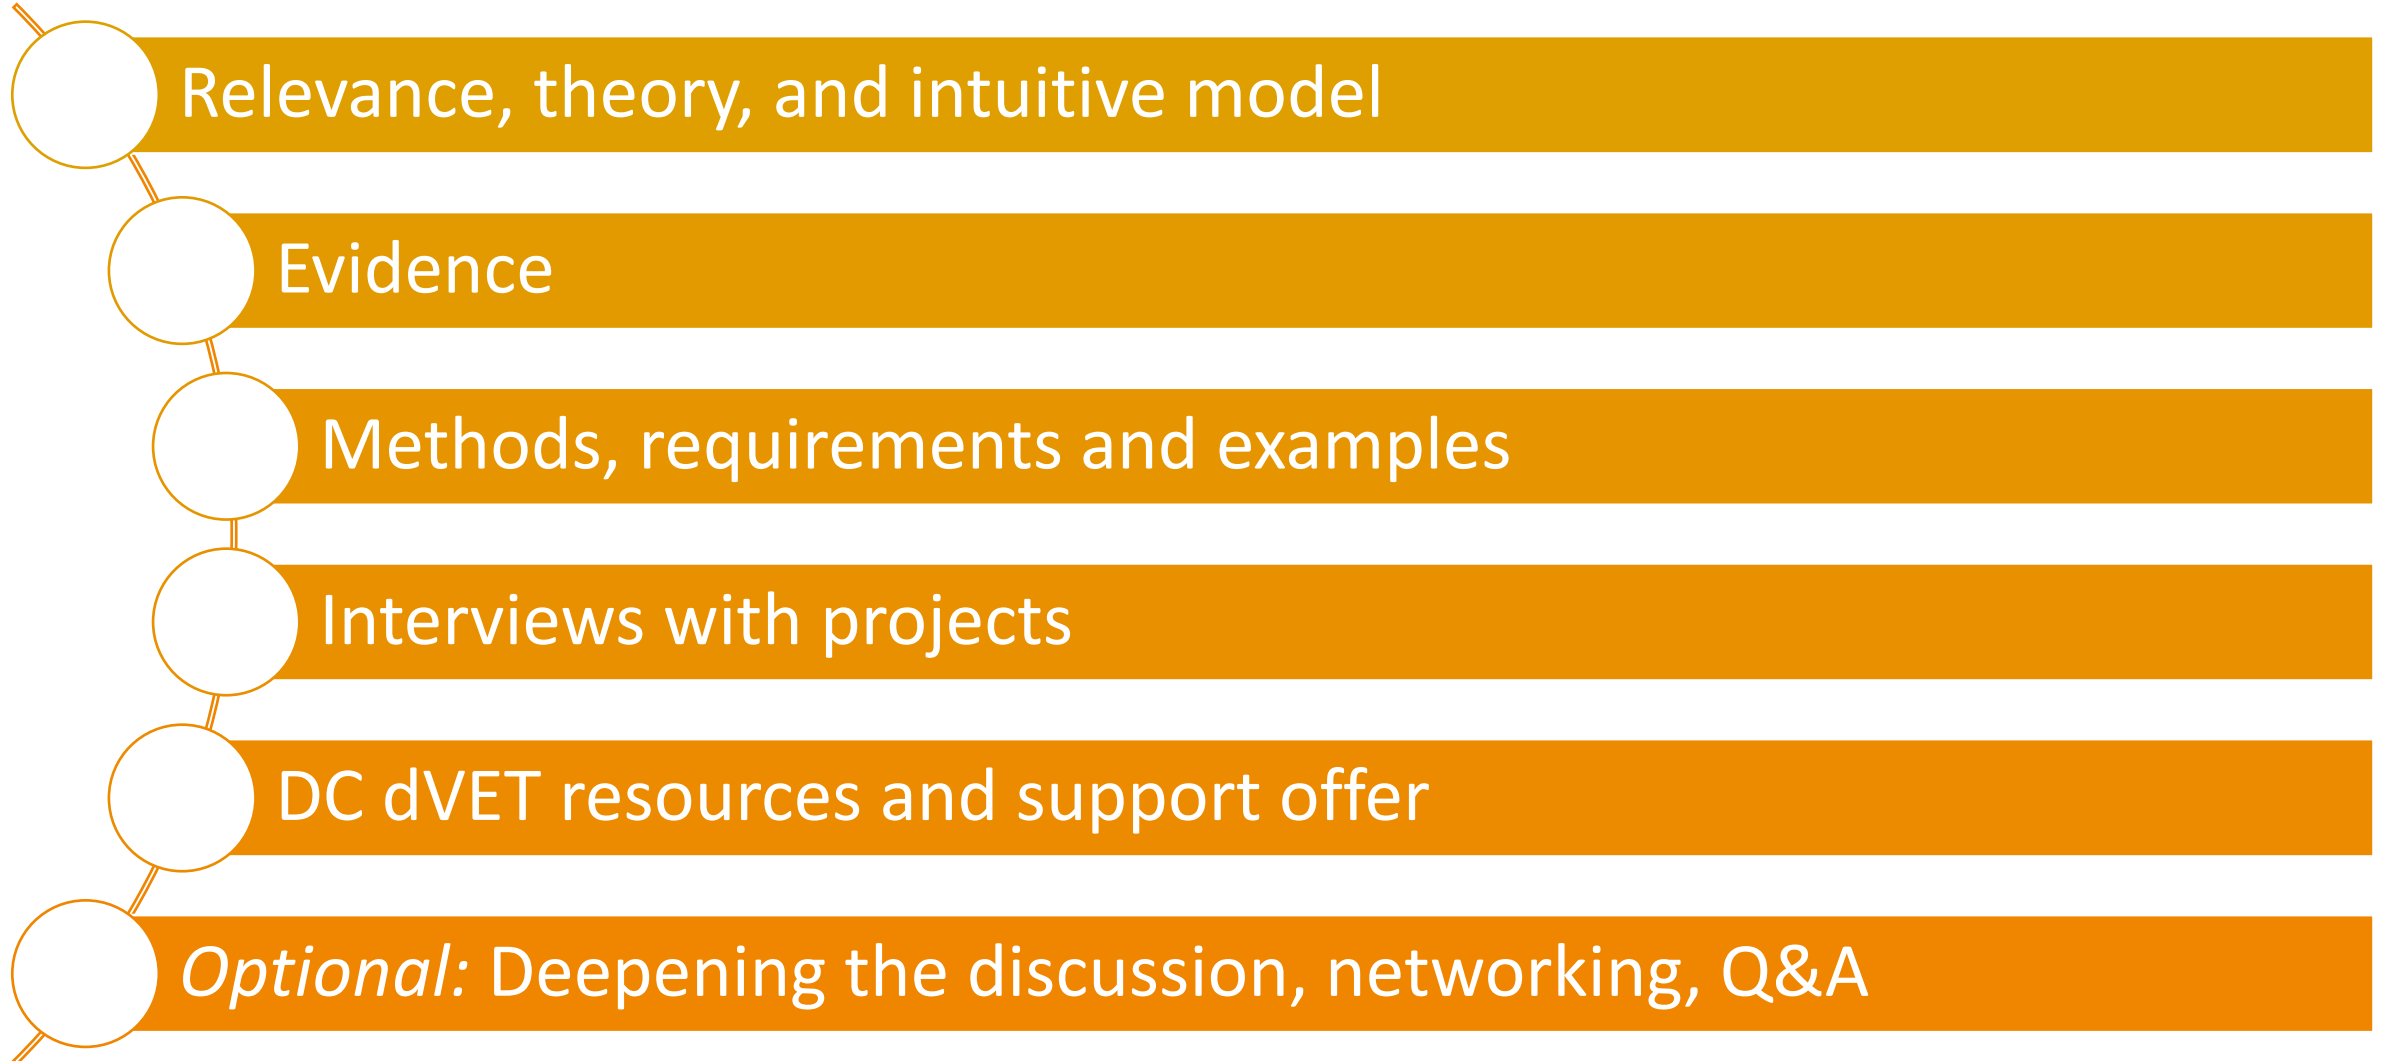 Relevance, theory, and intuitive model
Evidence
Methods, requirements and examples
Interviews with projects
DC dVET resources and support offer
Optional: Deepening the discussion, networking, Q&A